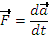 F⃗ = da⃗/dt